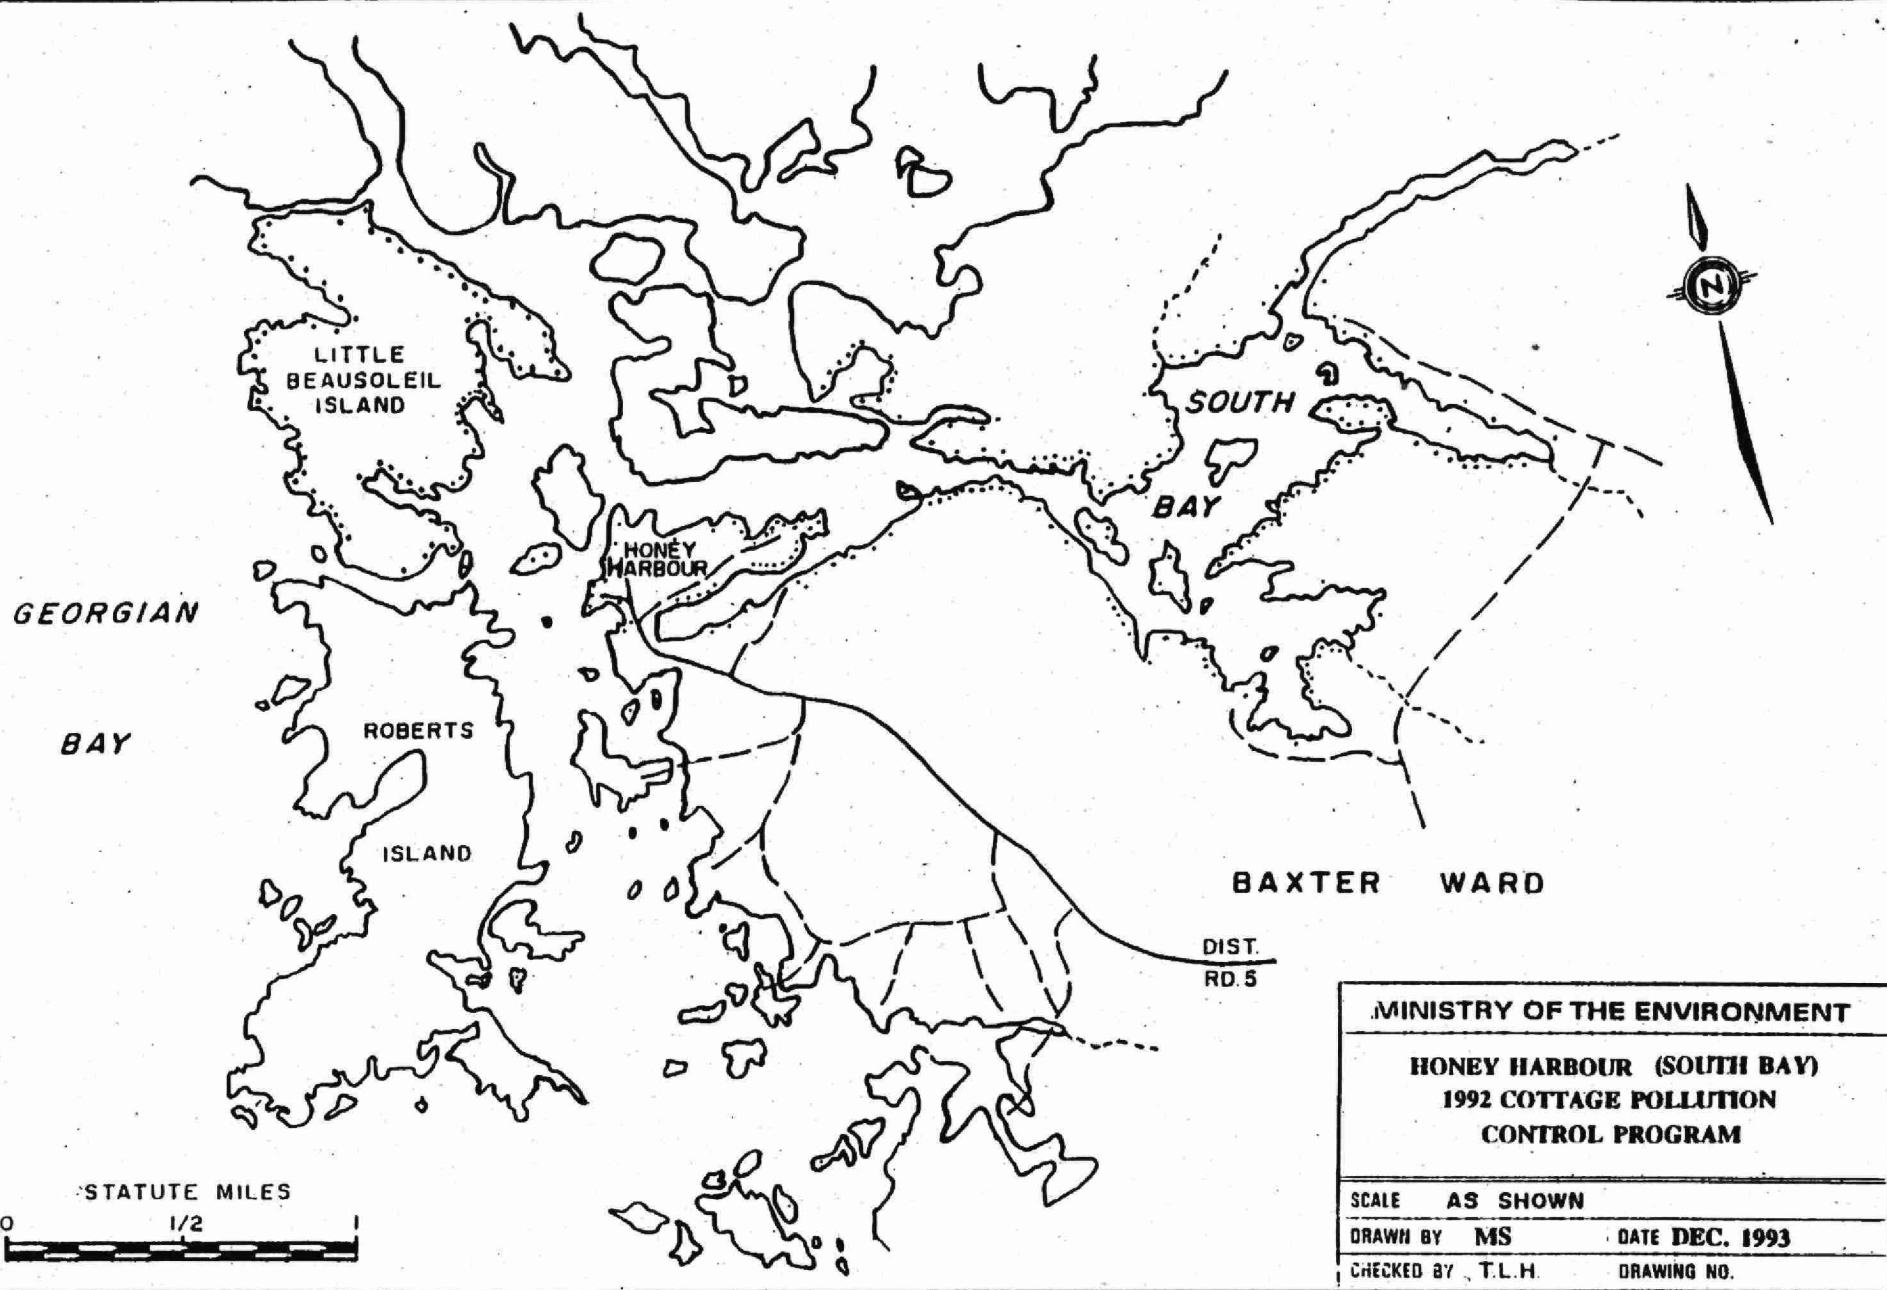 LITTLE
BEAUSOLEIL
ISLAND
HONEY
HARBOUR
SOUTH
BAY
GEORGIAN
BAY
ROBERTS
ISLAND
BAXTER WARD
DIST.
RD. 5
N
STATUTE MILES
0 1/2 1
MINISTRY OF THE ENVIRONMENT
HONEY HARBOUR (SOUTH BAY)
1992 COTTAGE POLLUTION
CONTROL PROGRAM
SCALE AS SHOWN
DRAWN BY MS DATE DEC. 1993
CHECKED BY T.L.H. DRAWING NO.